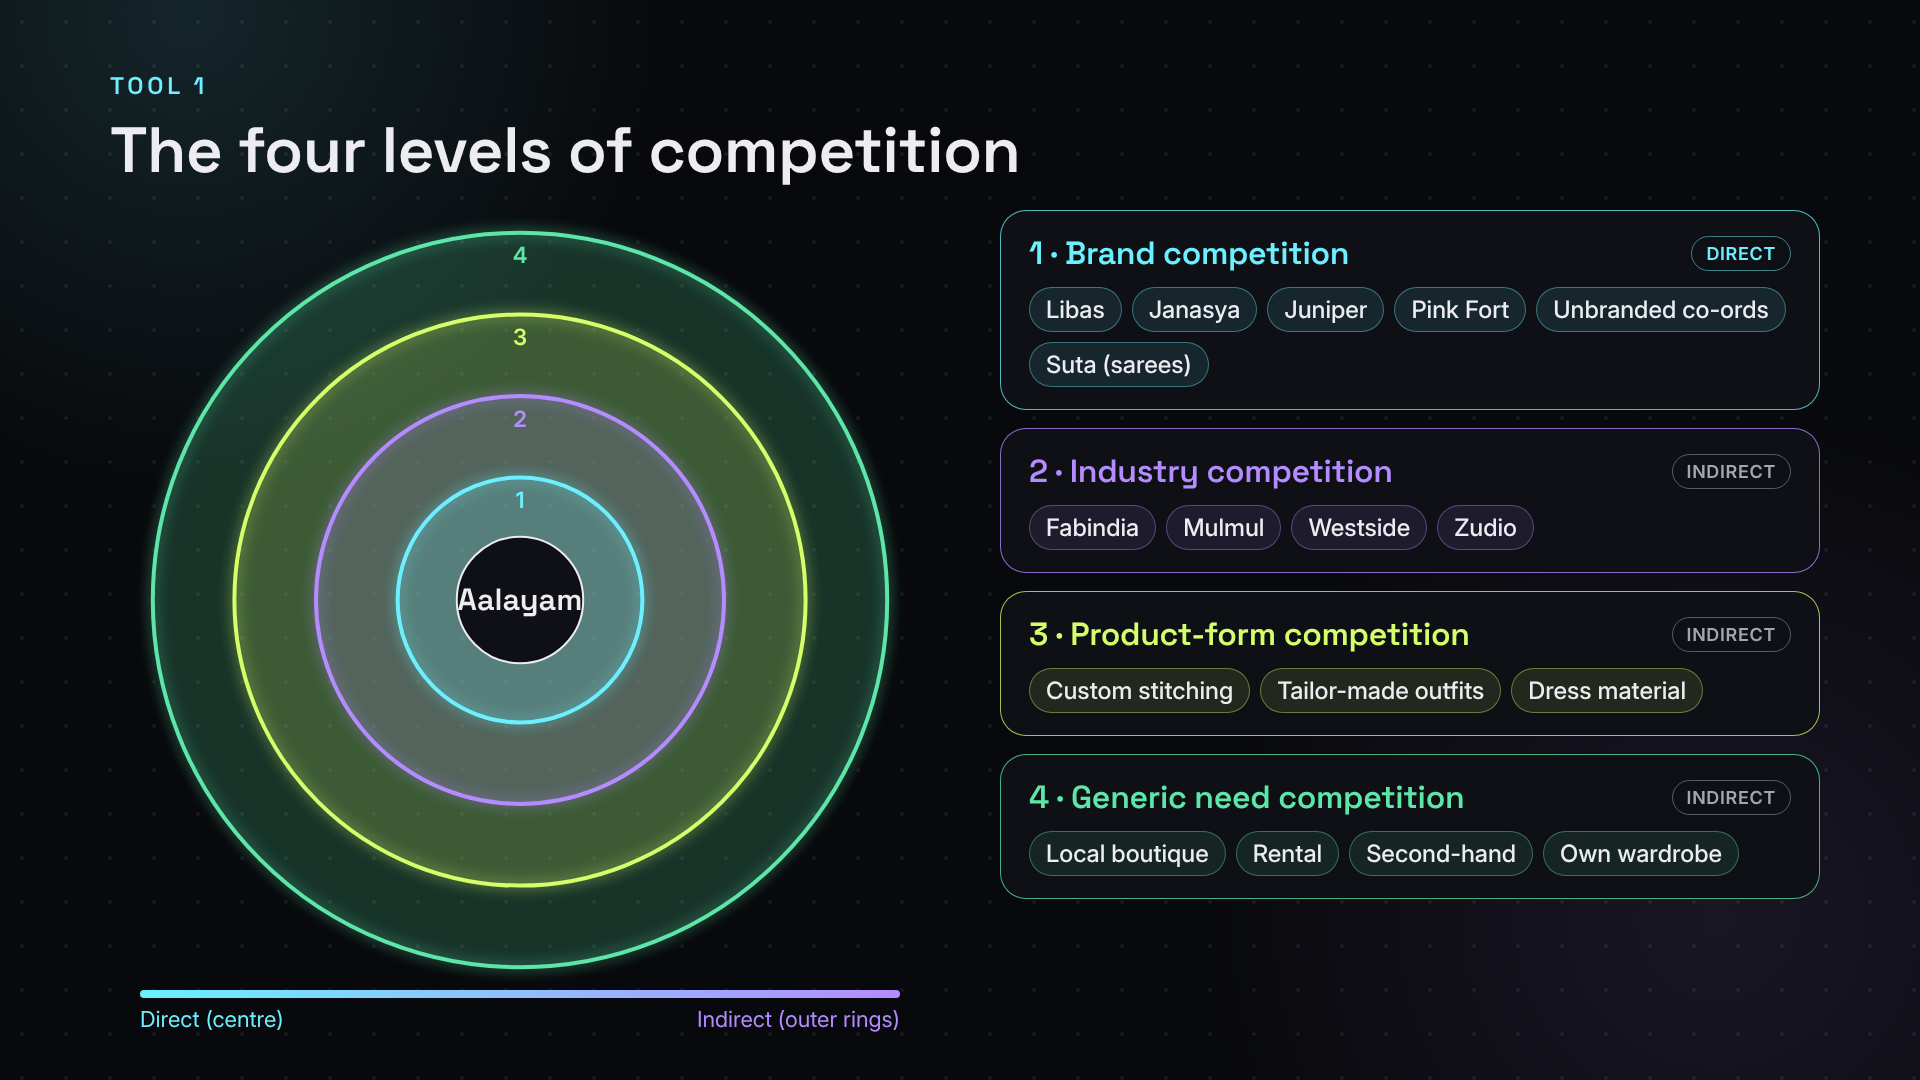 TOOL 1
The four levels of competition
4
3
2
1
Aalayam
Direct (centre)
Indirect (outer rings)
1 · Brand competition
DIRECT
Libas
Janasya
Juniper
Pink Fort
Unbranded co-ords
Suta (sarees)
2 · Industry competition
INDIRECT
Fabindia
Mulmul
Westside
Zudio
3 · Product-form competition
INDIRECT
Custom stitching
Tailor-made outfits
Dress material
4 · Generic need competition
INDIRECT
Local boutique
Rental
Second-hand
Own wardrobe